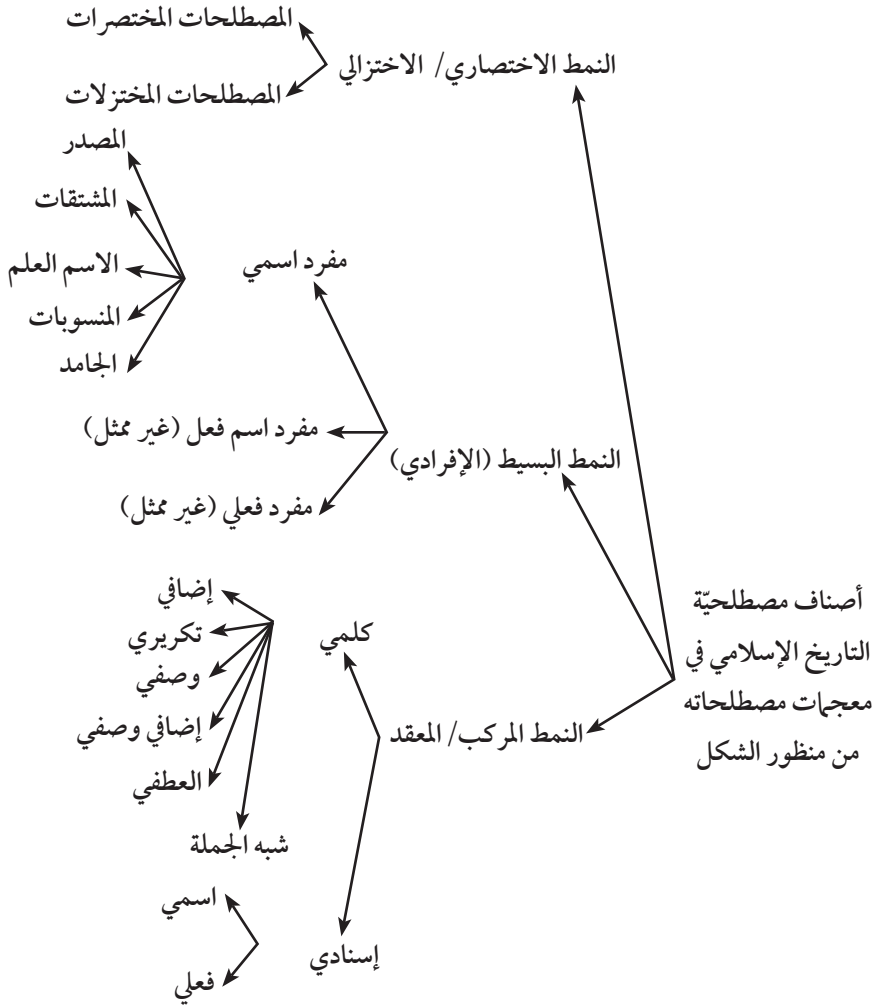 المصطلحات المختصرات
النمط الاختصاري/ الاختزالي
المصطلحات المختزلات
المصدر
المشتقات
مفرد اسمي
الاسم العلم
المنسوبات
الجامد
مفرد اسم فعل (غير ممثل)
النمط البسيط (الإفرادي)
مفرد فعلي (غير ممثل)
أصناف مصطلحيّة
التاريخ الإسلامي في
معجمات مصطلحاته
من منظور الشكل
إضافي
كلمي
تكريري
وصفي
إضافي وصفي
النمط المركب/ المعقد
العطفي
شبه الجملة
اسمي
إسنادي
فعلي